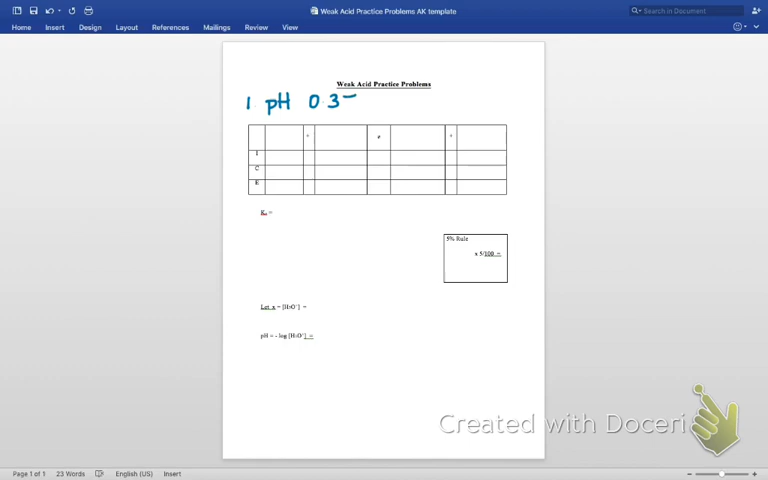 Weak Acid Practice Problems AK template
Search in Document
Home Insert Design Layout References Mailings Review View
Weak Acid Practice Problems
1. pH 0.3
+ ⇌ +
I
C
E
Ka =
5% Rule
x 5/100 =
Let x = [H₃O⁺] =
pH = - log [H₃O⁺] =
Created with Doceri
Page 1 of 1 23 Words English (US) Insert